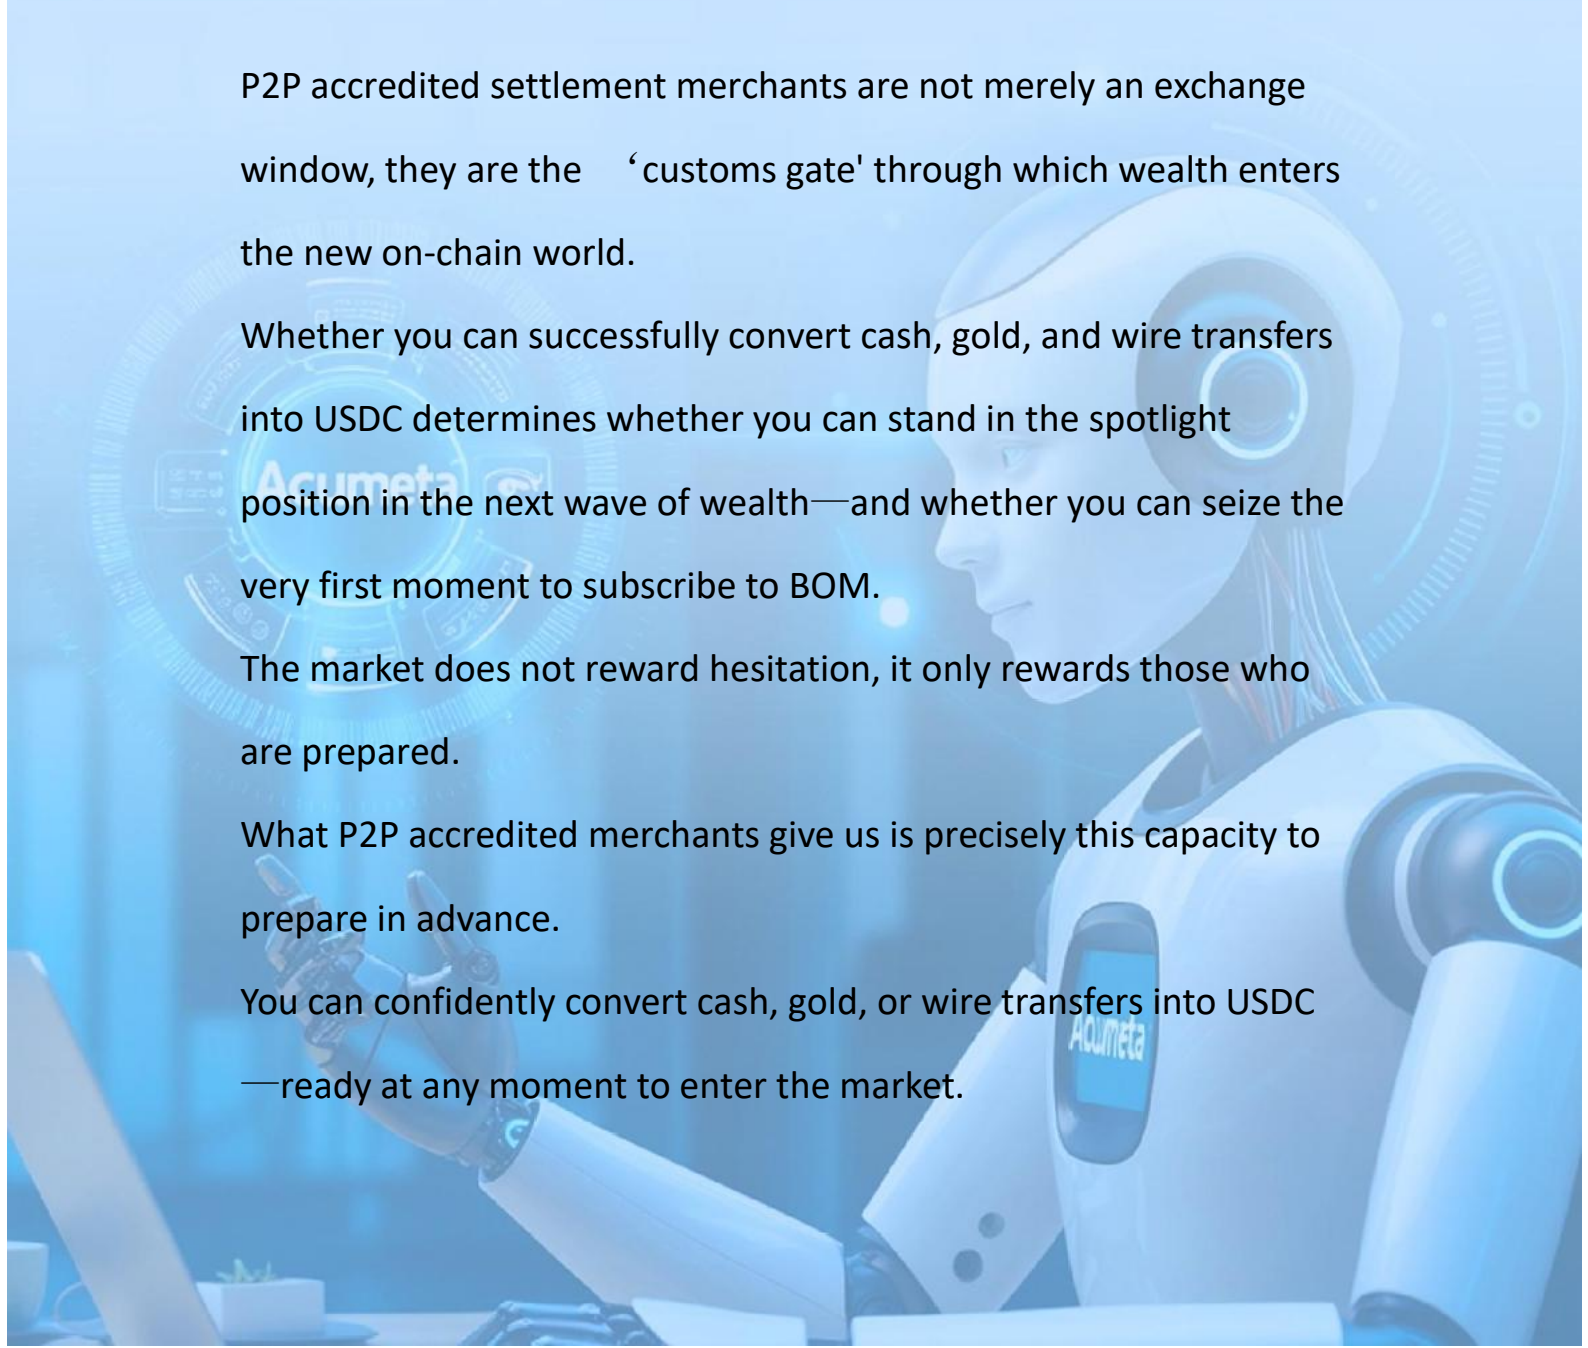 P2P accredited settlement merchants are not merely an exchange
window, they are the ‘customs gate' through which wealth enters
the new on-chain world.
Whether you can successfully convert cash, gold, and wire transfers
into USDC determines whether you can stand in the spotlight
Acumeta
position in the next wave of wealth—and whether you can seize the
very first moment to subscribe to BOM.
The market does not reward hesitation, it only rewards those who
are prepared.
What P2P accredited merchants give us is precisely this capacity to
prepare in advance.
You can confidently convert cash, gold, or wire transfers into USDC
Acumeta
—ready at any moment to enter the market.